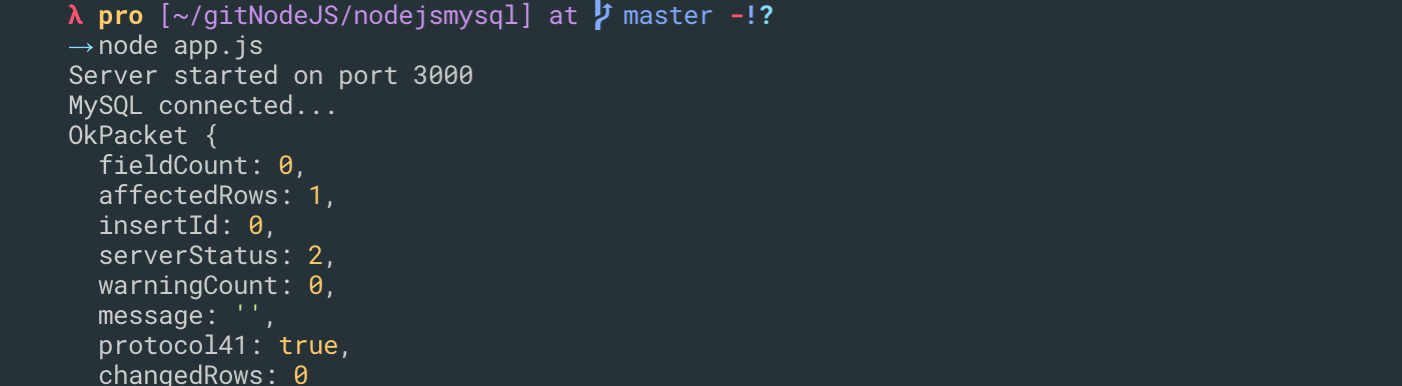 λ pro [~/gitNodeJS/nodejsmysql] at master -!?
→node app.js
Server started on port 3000
MySQL connected...
OkPacket {
  fieldCount: 0,
  affectedRows: 1,
  insertId: 0,
  serverStatus: 2,
  warningCount: 0,
  message: '',
  protocol41: true,
  changedRows: 0